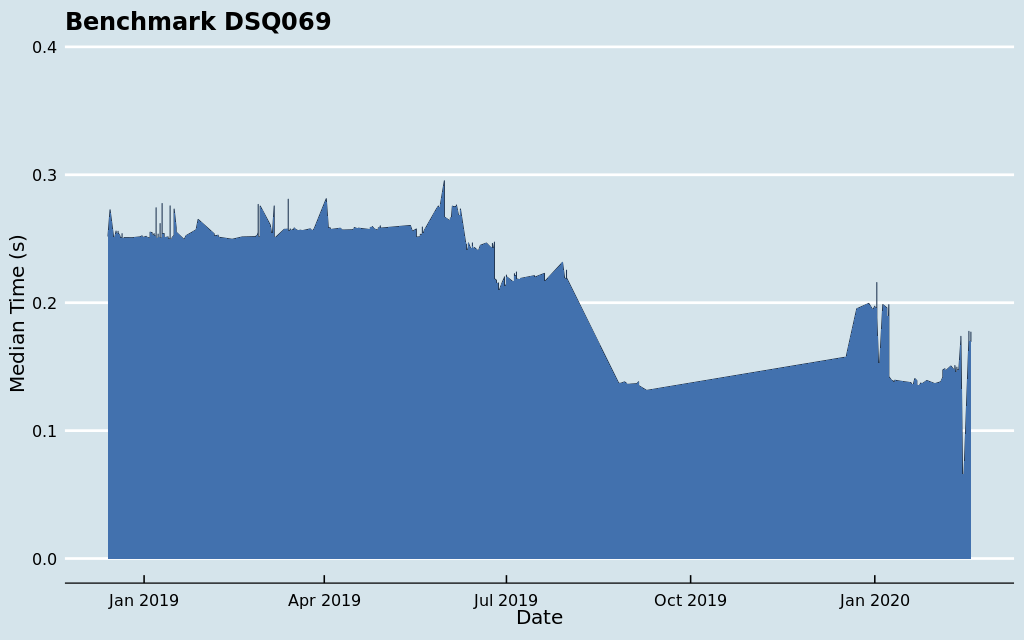 Benchmark DSQ069
0.4
0.3
0.2
0.1
0.0
Median Time (s)
Jan 2019
Apr 2019
Jul 2019
Oct 2019
Jan 2020
Date